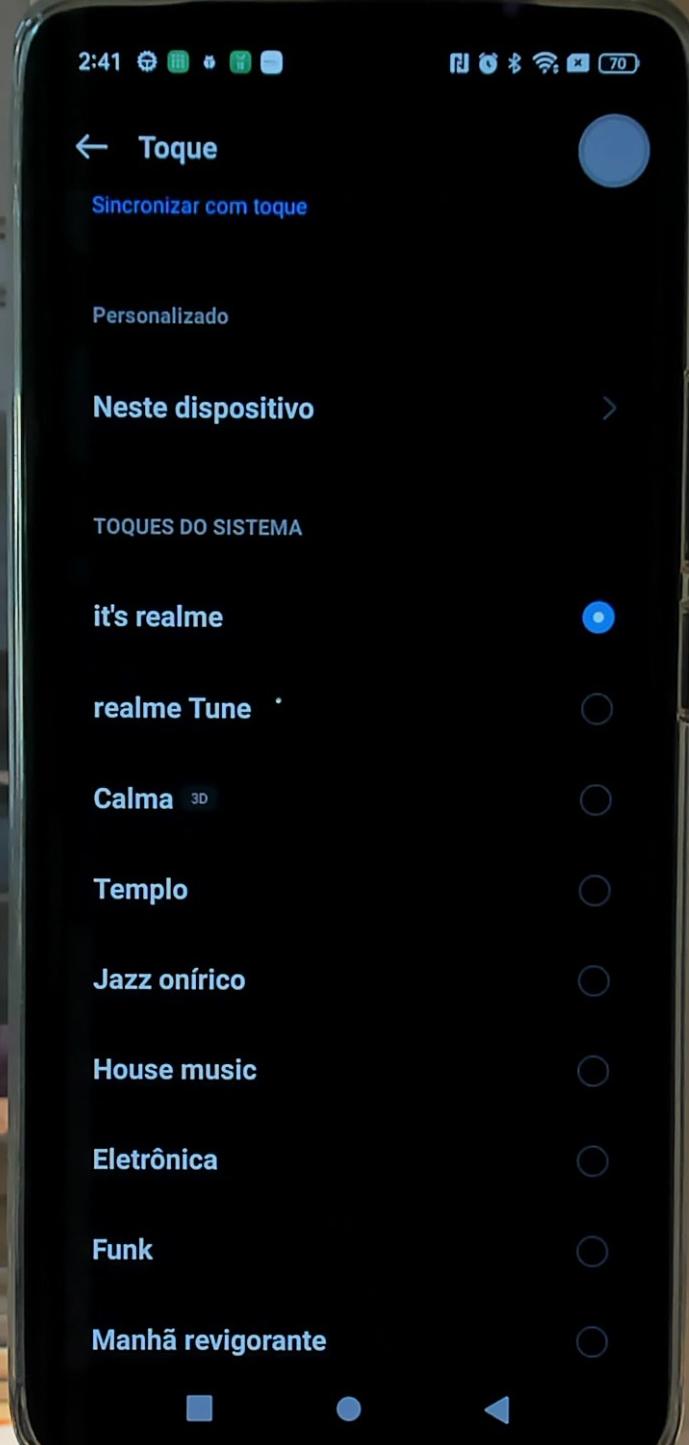 2:41
70
Toque
Sincronizar com toque
Personalizado
Neste dispositivo
TOQUES DO SISTEMA
it's realme
realme Tune
Calma 3D
Templo
Jazz onírico
House music
Eletrônica
Funk
Manhã revigorante